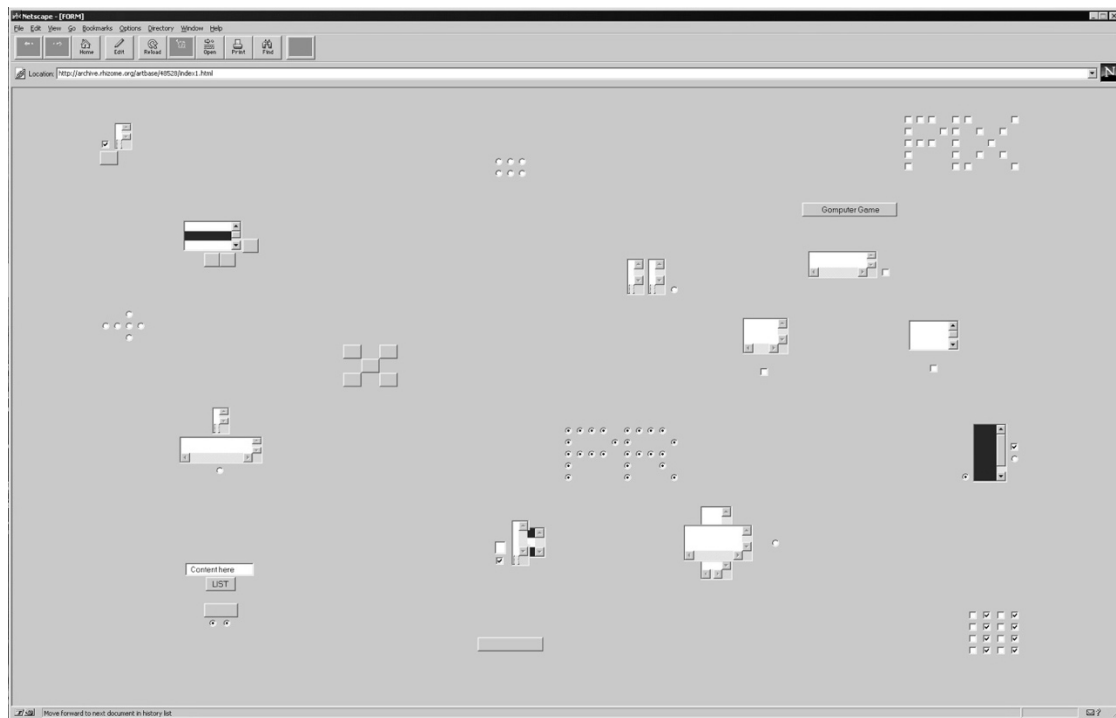 Netscape - [FORM]
File Edit View Go Bookmarks Options Directory Window Help
Home Edit Reload Open Print Find
Location: http://archive.rhizome.org/artbase/48528/index1.html
N
Gomputer Game
Content here
LIST
Move forward to next document in history list